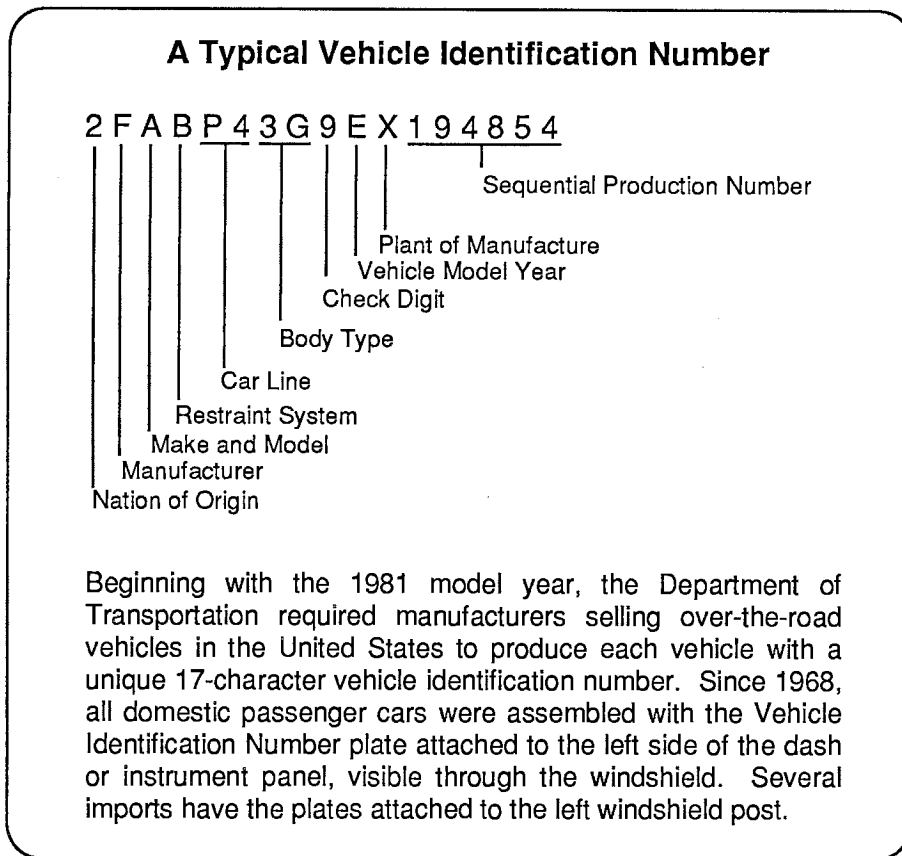 A Typical Vehicle Identification Number
2 F A B P 4 3 G 9 E X 1 9 4 8 5 4
Sequential Production Number
Plant of Manufacture
Vehicle Model Year
Check Digit
Body Type
Car Line
Restraint System
Make and Model
Manufacturer
Nation of Origin
Beginning with the 1981 model year, the Department of
Transportation required manufacturers selling over-the-road
vehicles in the United States to produce each vehicle with a
unique 17-character vehicle identification number. Since 1968,
all domestic passenger cars were assembled with the Vehicle
Identification Number plate attached to the left side of the dash
or instrument panel, visible through the windshield. Several
imports have the plates attached to the left windshield post.